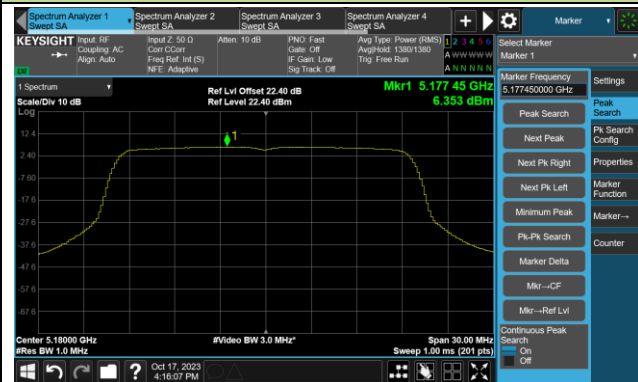 Spectrum Analyzer 1
Swept SA
Spectrum Analyzer 2
Swept SA
Spectrum Analyzer 3
Swept SA
Spectrum Analyzer 4
Swept SA
Marker
KEYSIGHT
Input: RF
Coupling: AC
Align: Auto
Input Z: 50 Ω
Corr CCorr
Freq Ref: Int (S)
NFE: Adaptive
Atten: 10 dB
PNO: Fast
Gate: Off
IF Gain: Low
Sig Track: Off
Avg Type: Power (RMS)
Avg|Hold: 1380/1380
Trig: Free Run
1 2 3 4 5 6
A W W W W W
A N N N N N
Select Marker
Marker 1
1 Spectrum
Scale/Div 10 dB
Log
Ref Lvl Offset 22.40 dB
Ref Level 22.40 dBm
Mkr1 5.177 45 GHz
6.353 dBm
12.4
2.40
-7.60
-17.6
-27.6
-37.6
-47.6
-57.6
-67.6
1
Center 5.18000 GHz
#Res BW 1.0 MHz
#Video BW 3.0 MHz*
Span 30.00 MHz
Sweep 1.00 ms (201 pts)
Marker Frequency
5.177450000 GHz
Peak Search
Next Peak
Next Pk Right
Next Pk Left
Minimum Peak
Pk-Pk Search
Marker Delta
Mkr→CF
Mkr→Ref Lvl
Continuous Peak
Search
On
Off
Settings
Peak
Search
Pk Search
Config
Properties
Marker
Function
Marker→
Counter
Oct 17, 2023
4:16:07 PM